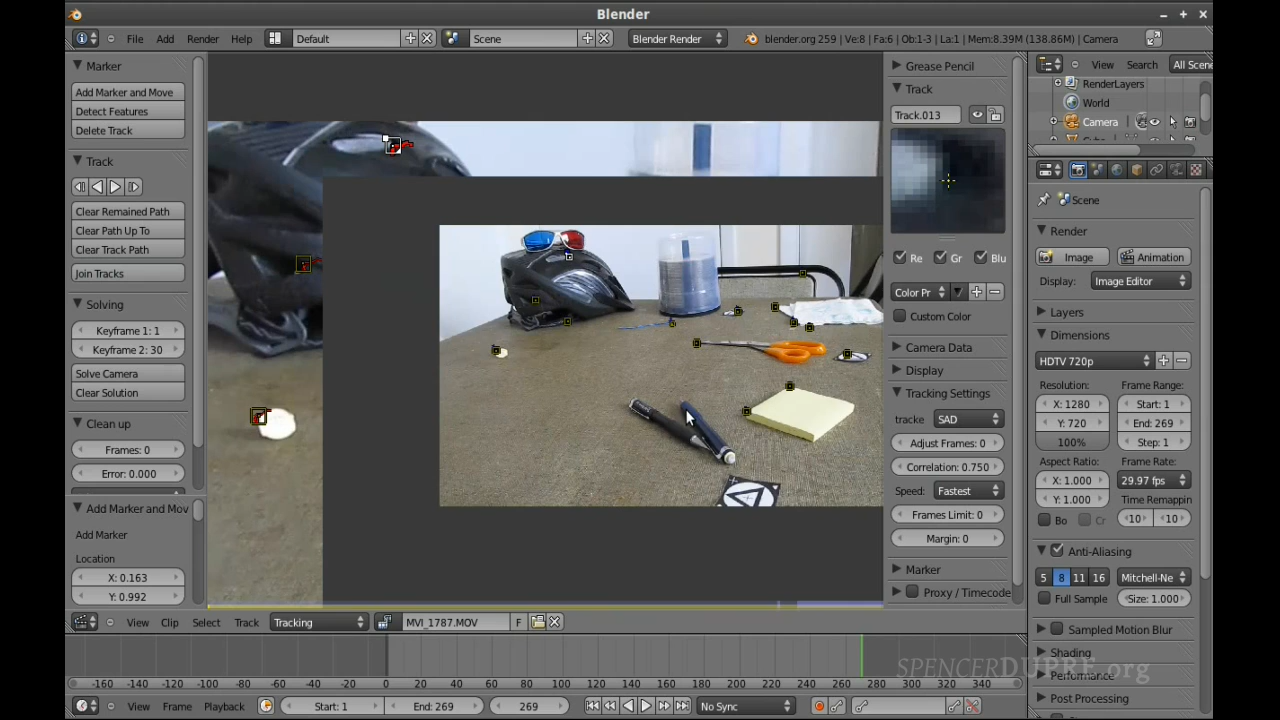 Blender
File Add Render Help Default Scene Blender Render blender.org 259 | Ve:8 | Fa:6 | Ob:1-3 | La:1 | Mem:8.39M (138.86M) | Camera
Marker
Add Marker and Move
Detect Features
Delete Track
Track
Clear Remained Path
Clear Path Up To
Clear Track Path
Join Tracks
Solving
Keyframe 1: 1
Keyframe 2: 30
Solve Camera
Clear Solution
Clean up
Frames: 0
Error: 0.000
Add Marker and Mov
Add Marker
Location
X: 0.163
Y: 0.992
Grease Pencil
Track
Track.013
Re Gr Blu
Color Pr
Custom Color
Camera Data
Display
Tracking Settings
tracke SAD
Adjust Frames: 0
Correlation: 0.750
Speed: Fastest
Frames Limit: 0
Margin: 0
Marker
Proxy / Timecode
View Search All Scene
RenderLayers
World
Camera
Scene
Render
Image Animation
Display: Image Editor
Layers
Dimensions
HDTV 720p
Resolution: Frame Range:
X: 1280 Start: 1
Y: 720 End: 269
100% Step: 1
Aspect Ratio: Frame Rate:
X: 1.000 29.97 fps
Y: 1.000 Time Remappin
Bo Cr 10 10
Anti-Aliasing
5 8 11 16 Mitchell-Ne
Full Sample Size: 1.000
Sampled Motion Blur
Shading
Performance
Post Processing
View Clip Select Track Tracking MVI_1787.MOV F
SPENCERDUPRE.org
-160 -140 -120 -100 -80 -60 -40 -20 0 20 40 60 80 100 120 140 160 180 200 220 240 260 280 300 320 340
View Frame Playback Start: 1 End: 269 269 No Sync